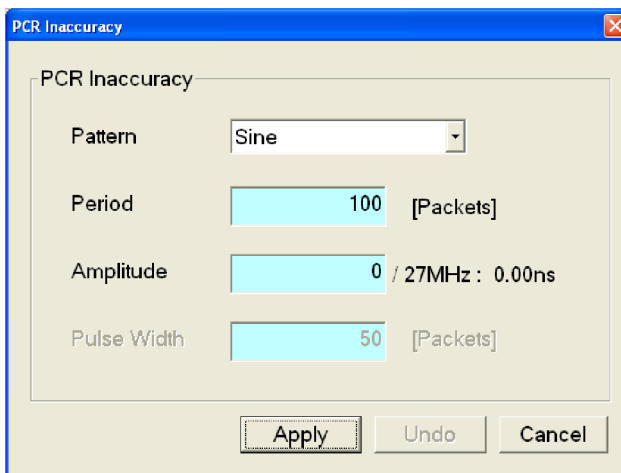 PCR Inaccuracy
PCR Inaccuracy
Pattern Sine
Period 100 [Packets]
Amplitude 0 / 27MHz : 0.00ns
Pulse Width 50 [Packets]
Apply Undo Cancel